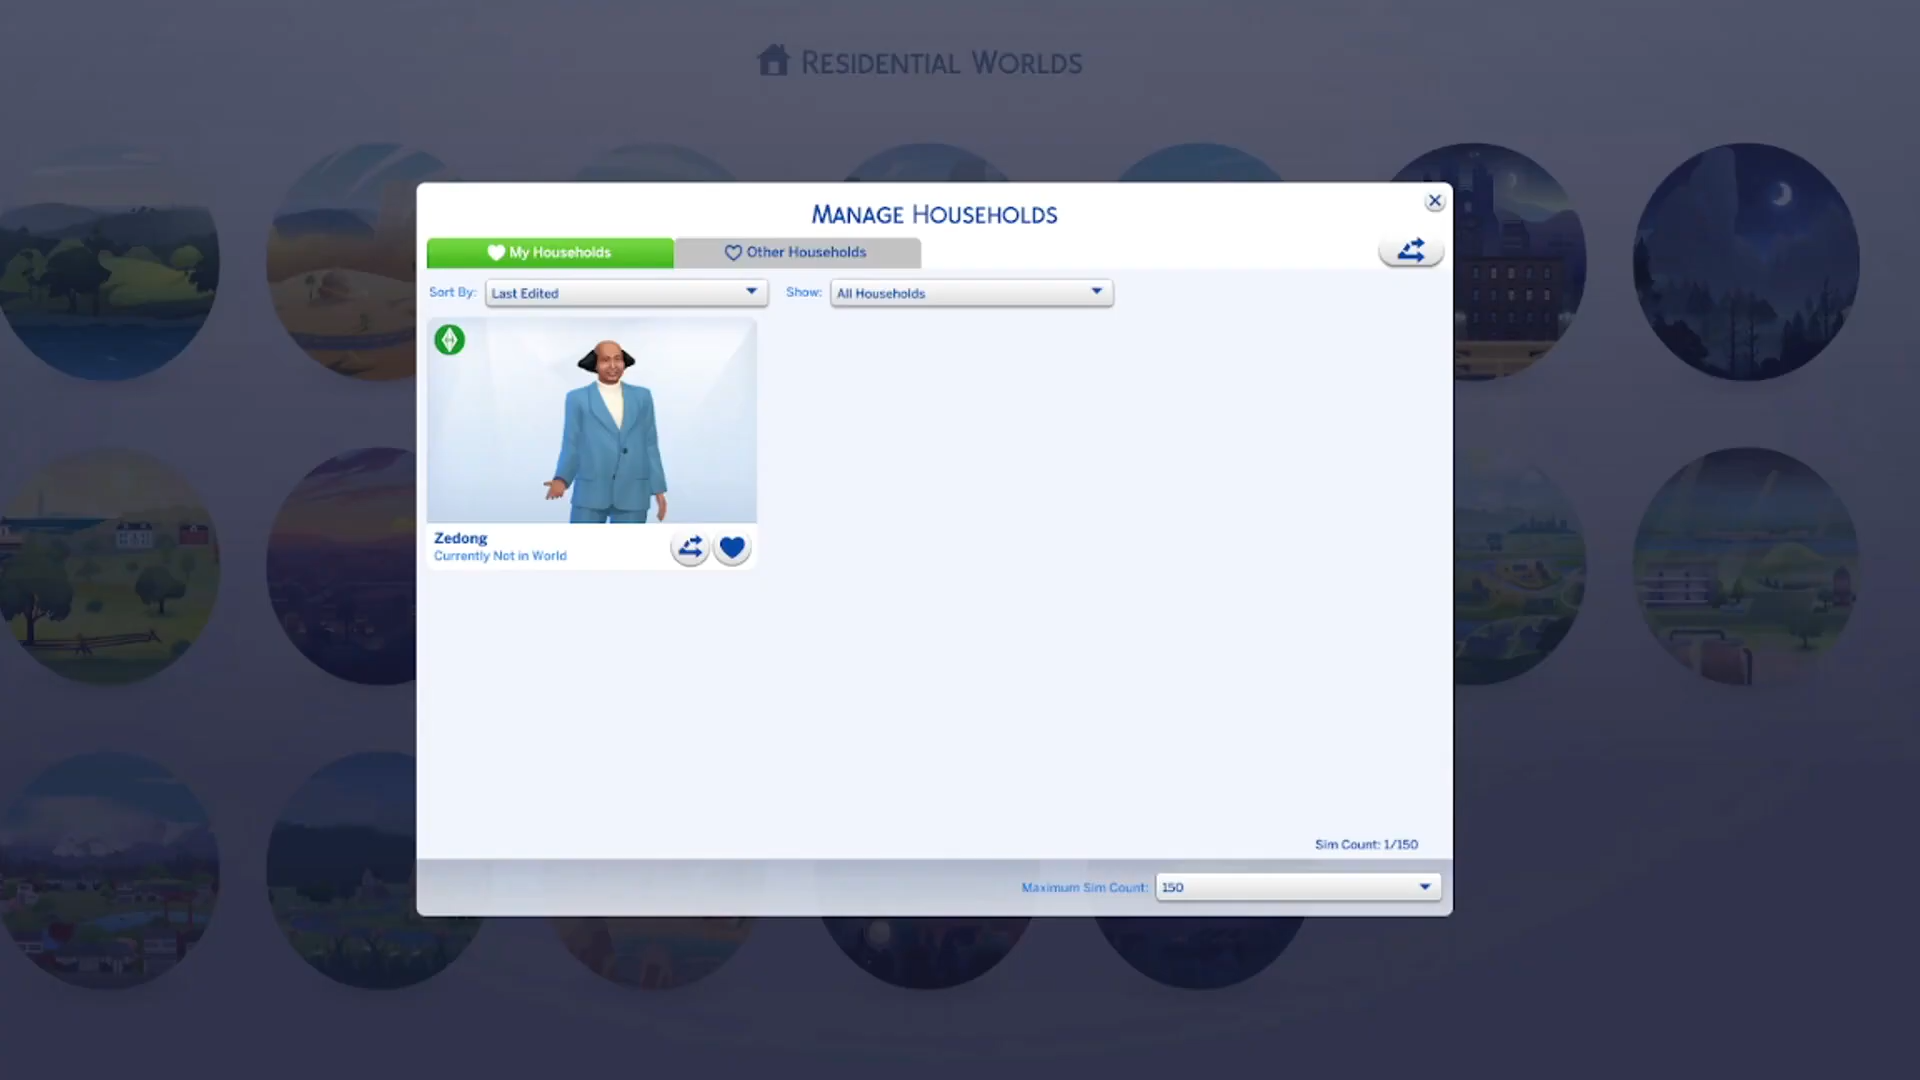 Residential Worlds
Manage Households
My Households
Other Households
Sort By: Last Edited
Show: All Households
Zedong
Currently Not in World
Sim Count: 1/150
Maximum Sim Count: 150